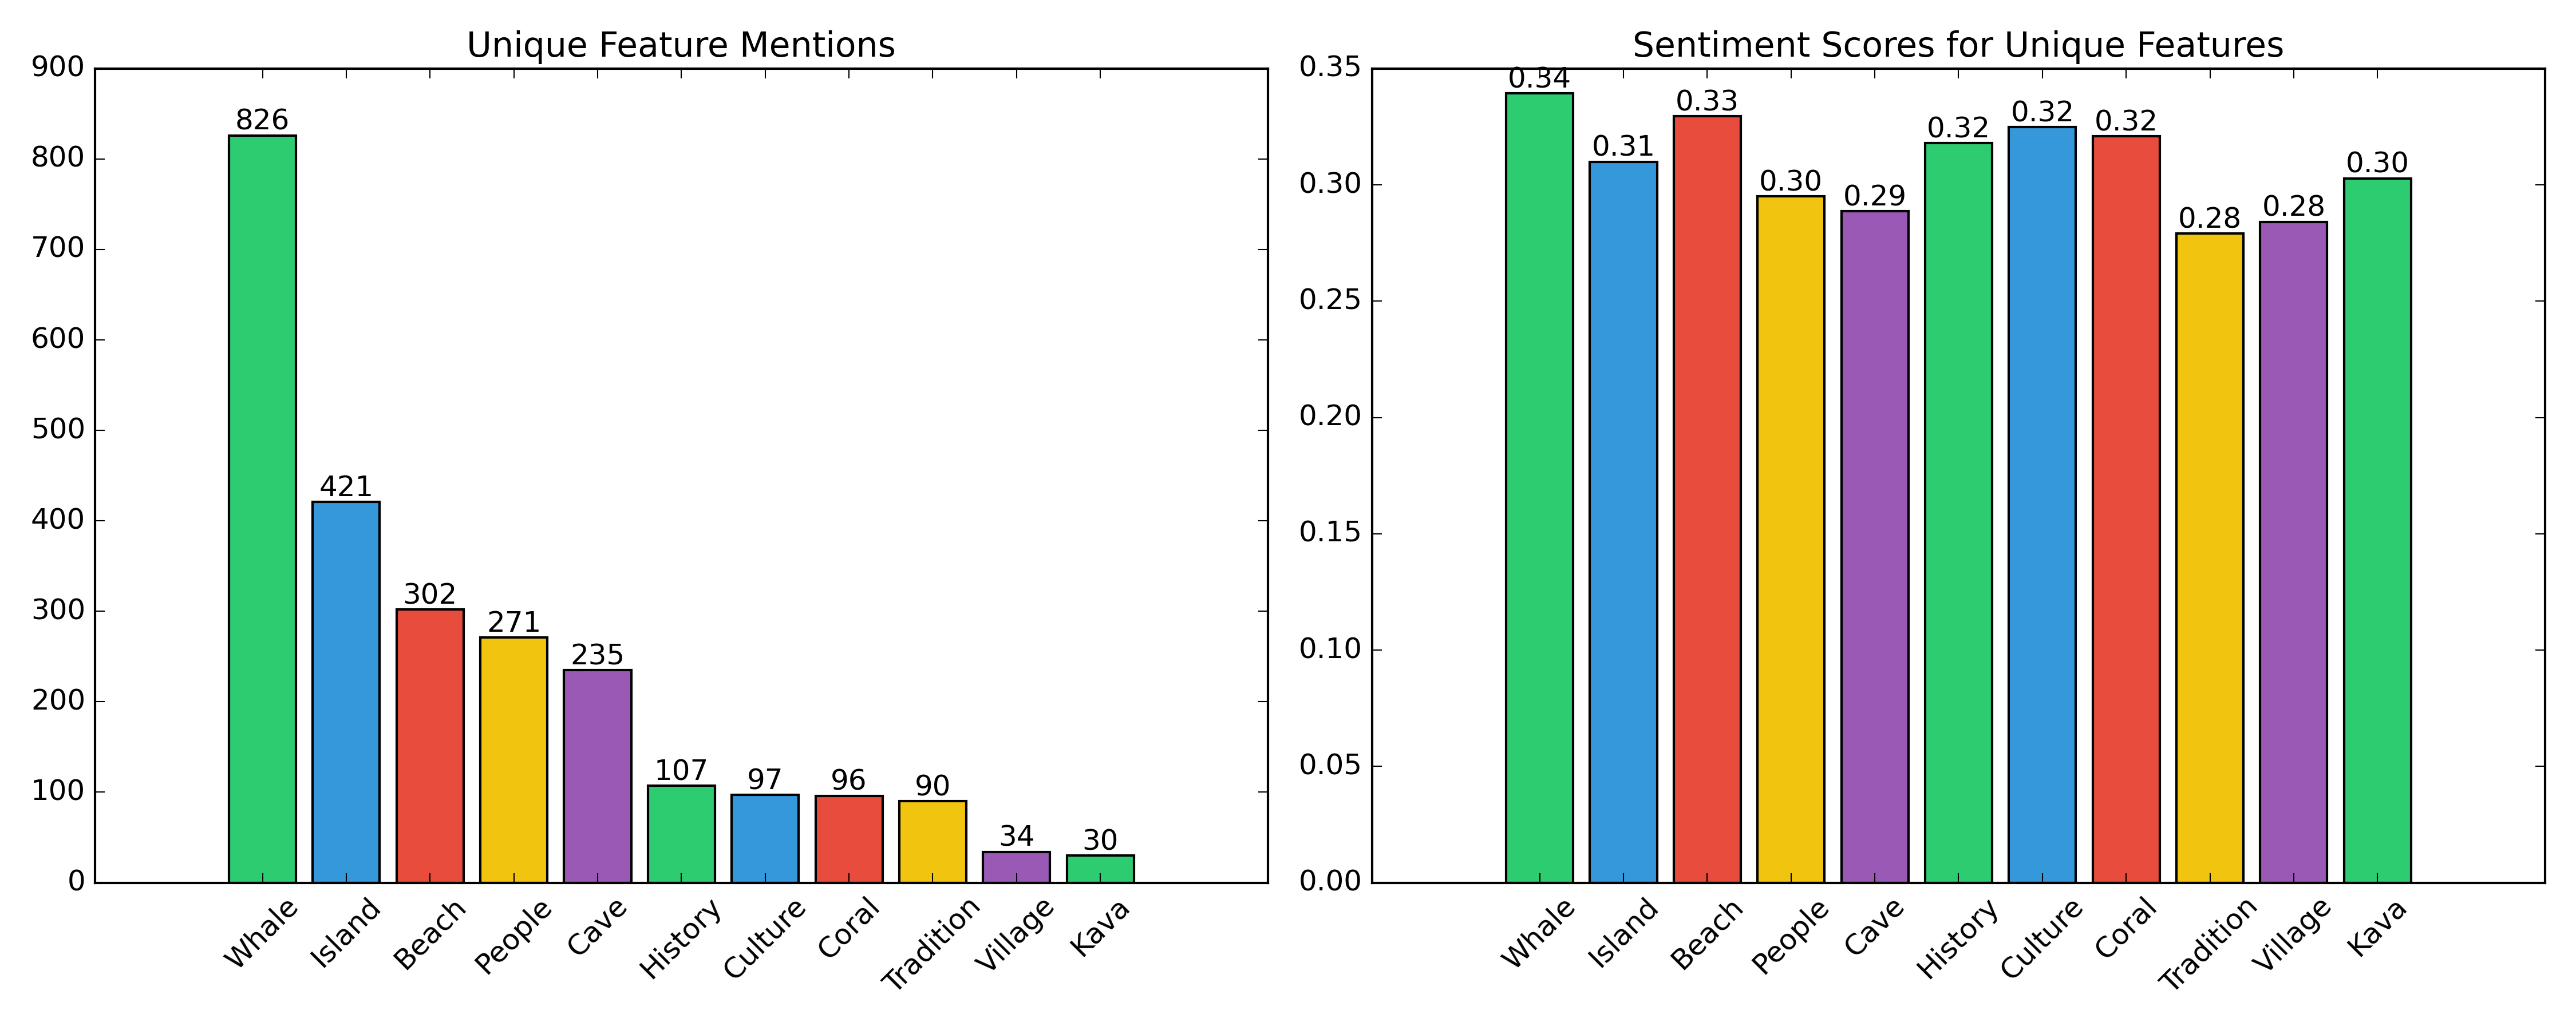 Unique Feature Mentions
900
800
700
600
500
400
300
200
100
0
826
421
302
271
235
107
97
96
90
34
30
Whale
Island
Beach
People
Cave
History
Culture
Coral
Tradition
Village
Kava
Sentiment Scores for Unique Features
0.35
0.30
0.25
0.20
0.15
0.10
0.05
0.00
0.34
0.31
0.33
0.30
0.29
0.32
0.32
0.32
0.28
0.28
0.30
Whale
Island
Beach
People
Cave
History
Culture
Coral
Tradition
Village
Kava